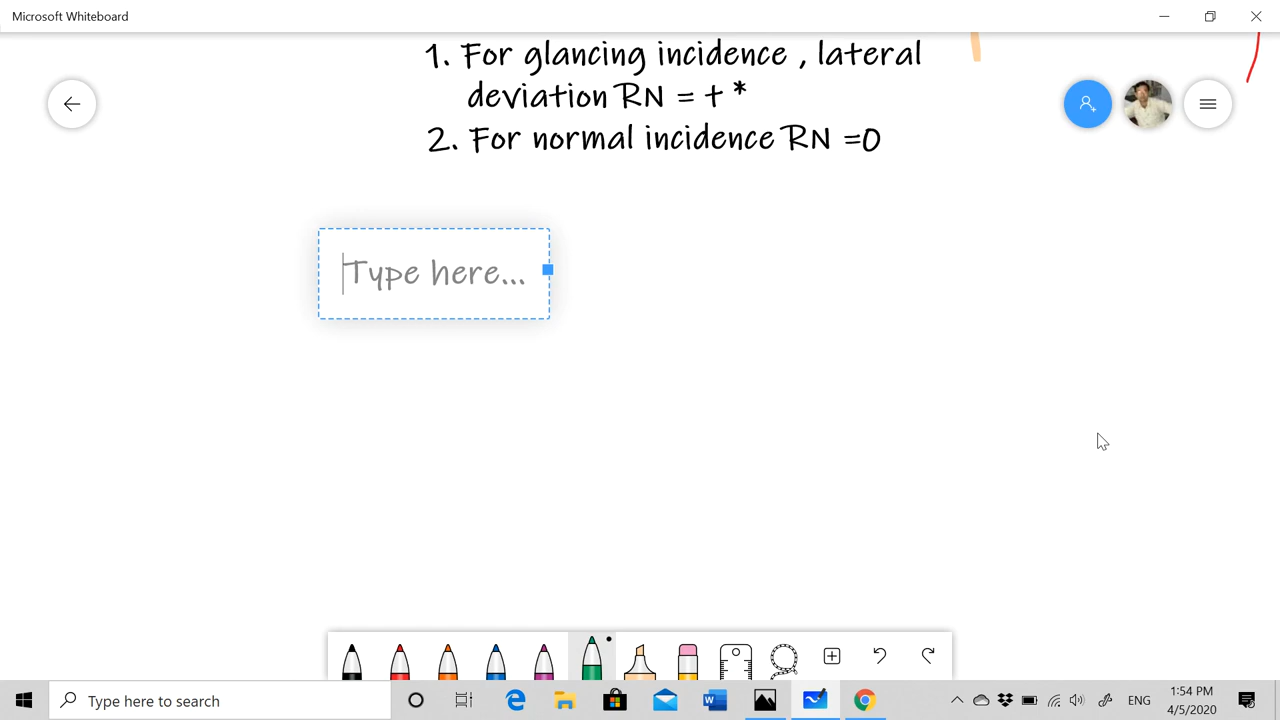 Microsoft Whiteboard
1. For glancing incidence , lateral
deviation RN = t *
2. For normal incidence RN =0
Type here...
Type here to search
ENG
1:54 PM
4/5/2020